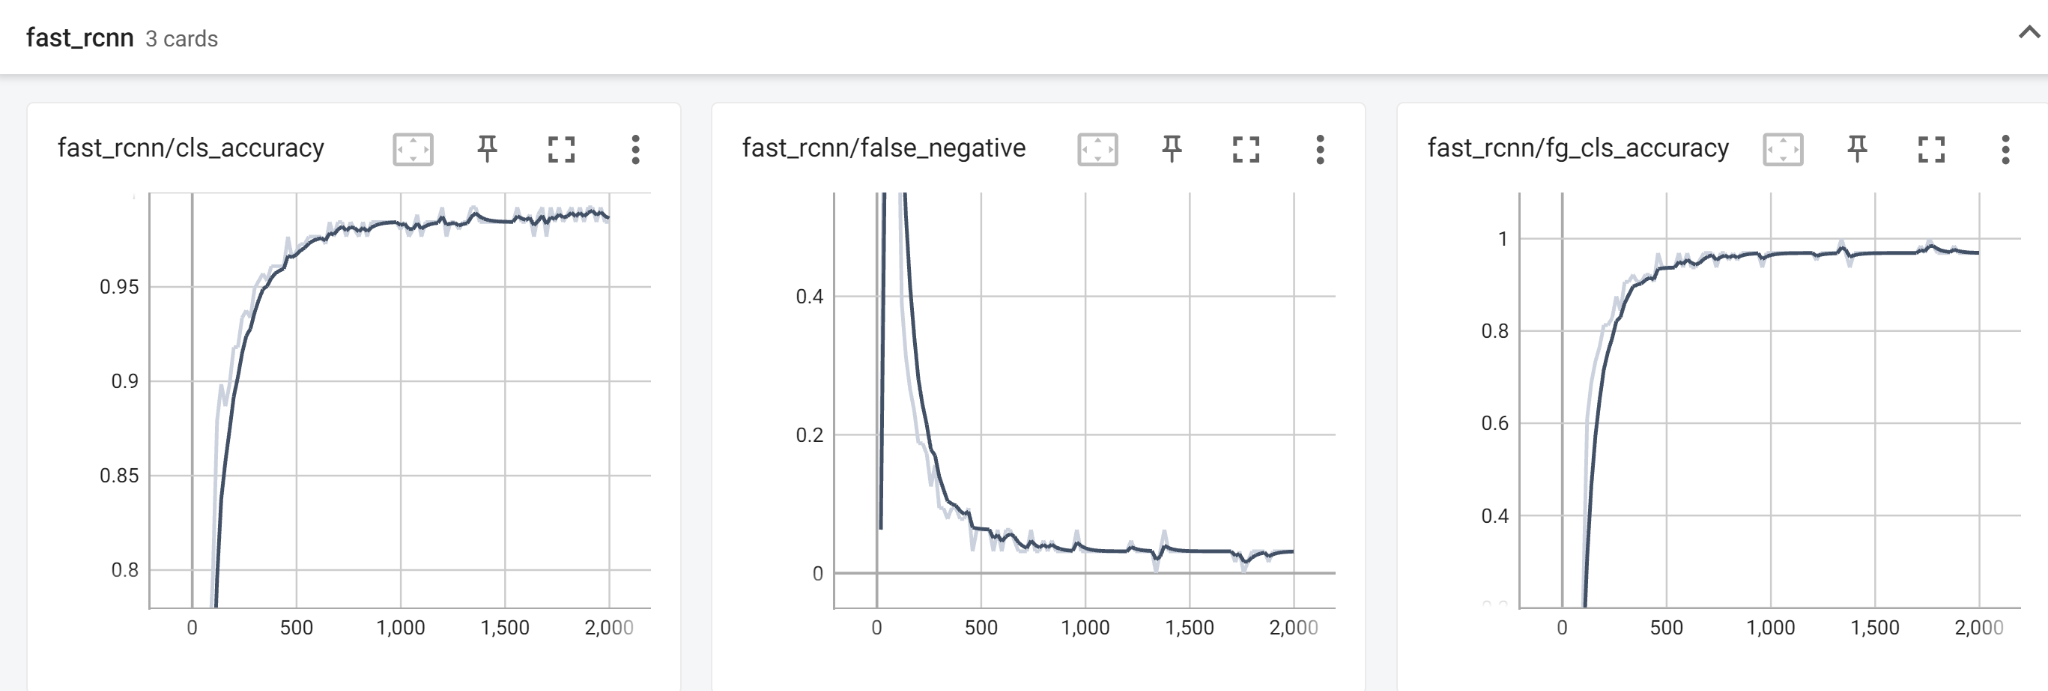 fast_rcnn 3 cards
fast_rcnn/cls_accuracy
0.95
0.9
0.85
0.8
0 500 1,000 1,500 2,000
fast_rcnn/false_negative
0.4
0.2
0
0 500 1,000 1,500 2,000
fast_rcnn/fg_cls_accuracy
1
0.8
0.6
0.4
0 500 1,000 1,500 2,000